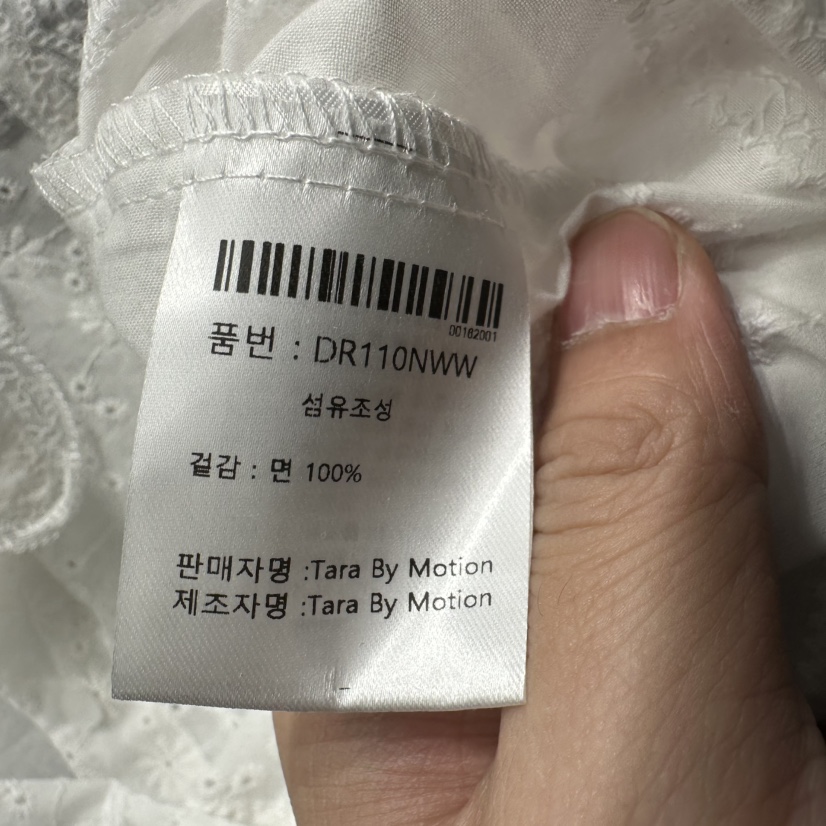 00182001
품번 : DR110NWW
섬유조성
겉감 : 면 100%
판매자명 :Tara By Motion
제조자명 :Tara By Motion